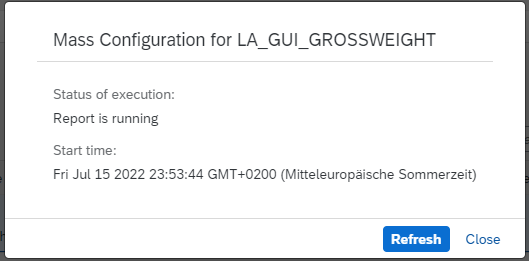 Mass Configuration for LA_GUI_GROSSWEIGHT
Status of execution:
Report is running
Start time:
Fri Jul 15 2022 23:53:44 GMT+0200 (Mitteleuropäische Sommerzeit)
Refresh Close